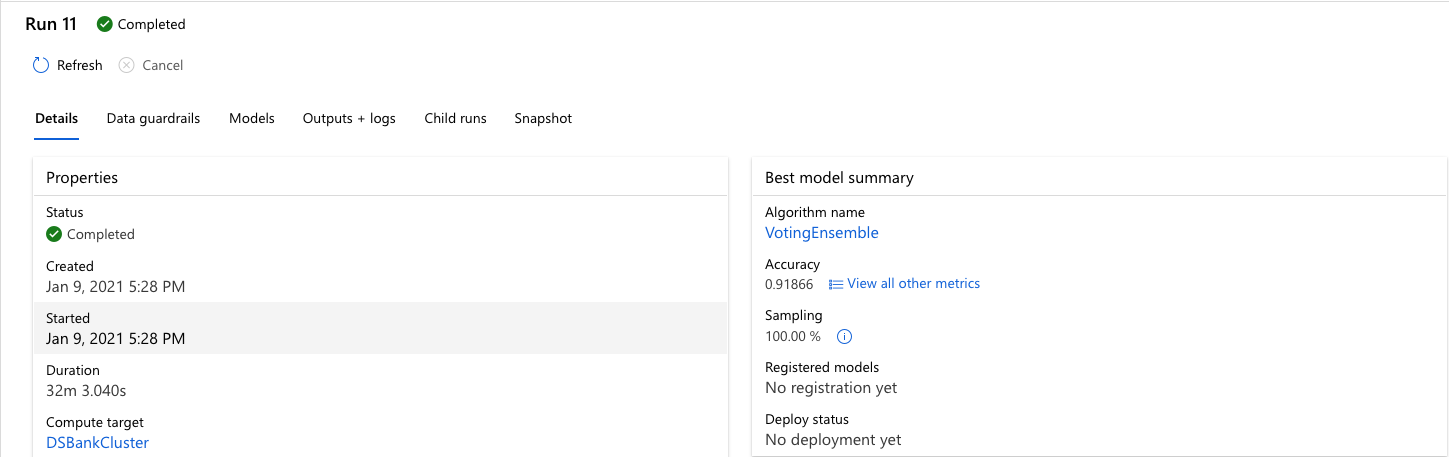 Run 11 Completed
Refresh Cancel
Details Data guardrails Models Outputs + logs Child runs Snapshot
Properties
Status
Completed
Created
Jan 9, 2021 5:28 PM
Started
Jan 9, 2021 5:28 PM
Duration
32m 3.040s
Compute target
DSBankCluster
Best model summary
Algorithm name
VotingEnsemble
Accuracy
0.91866 View all other metrics
Sampling
100.00 %
Registered models
No registration yet
Deploy status
No deployment yet